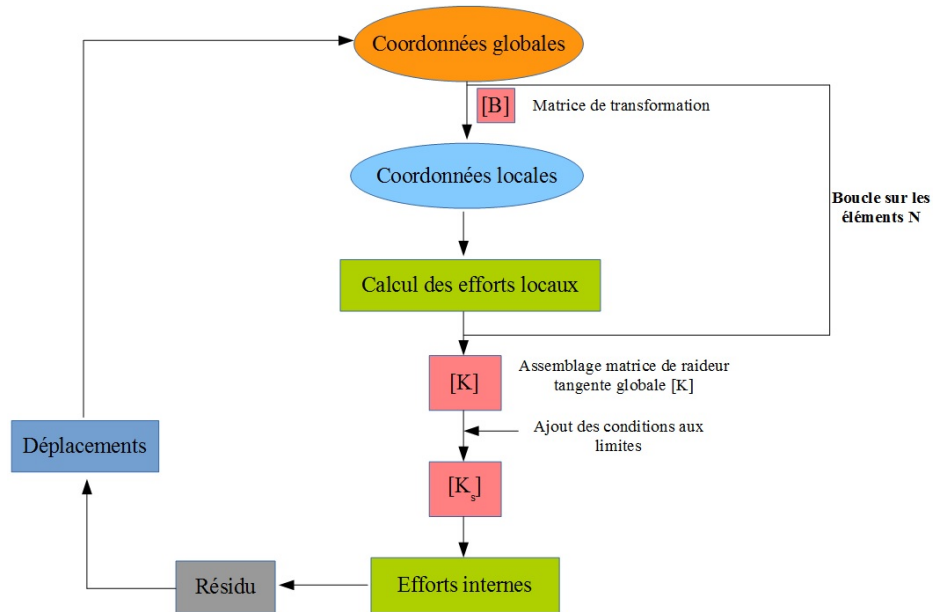 Coordonnées globales
[B]
Matrice de transformation
Coordonnées locales
Boucle sur les
éléments N
Calcul des efforts locaux
[K]
Assemblage matrice de raideur
tangente globale [K]
Ajout des conditions aux
limites
Déplacements
[Ks]
Résidu
Efforts internes